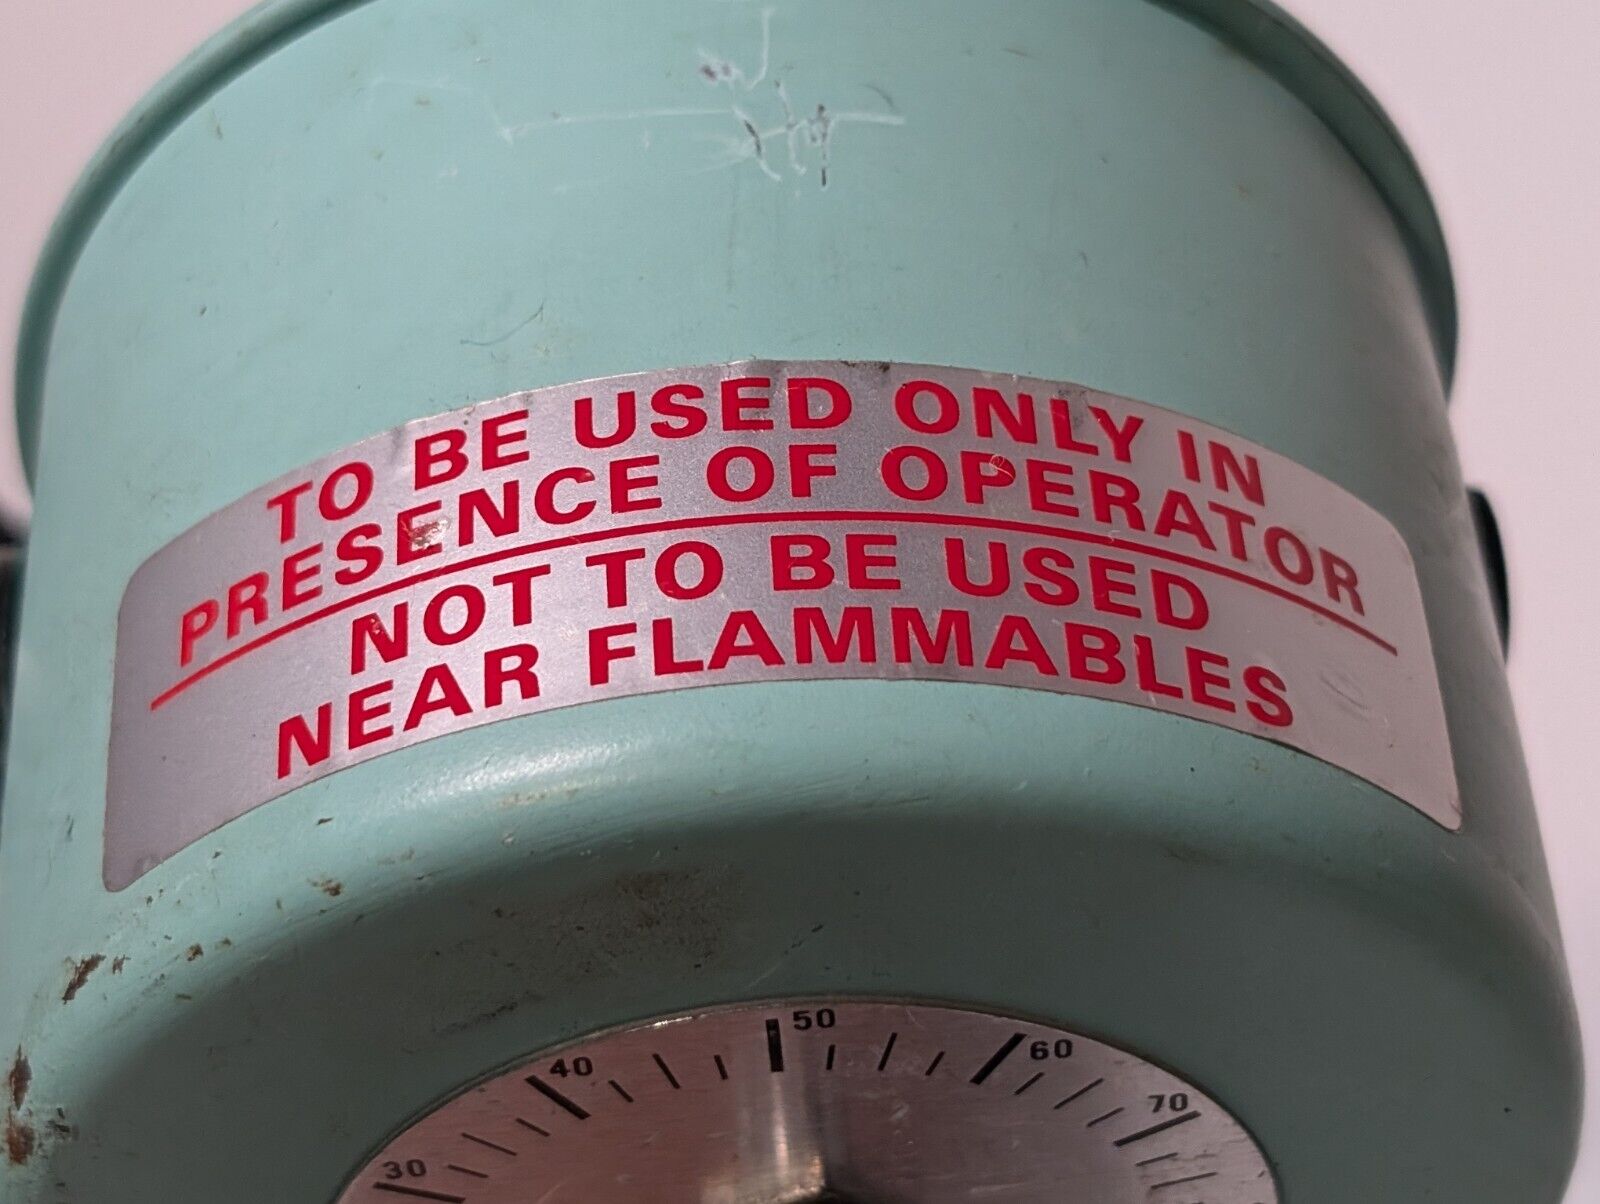 TO BE USED ONLY IN
PRESENCE OF OPERATOR
NOT TO BE USED
NEAR FLAMMABLES
30 40 50 60 70